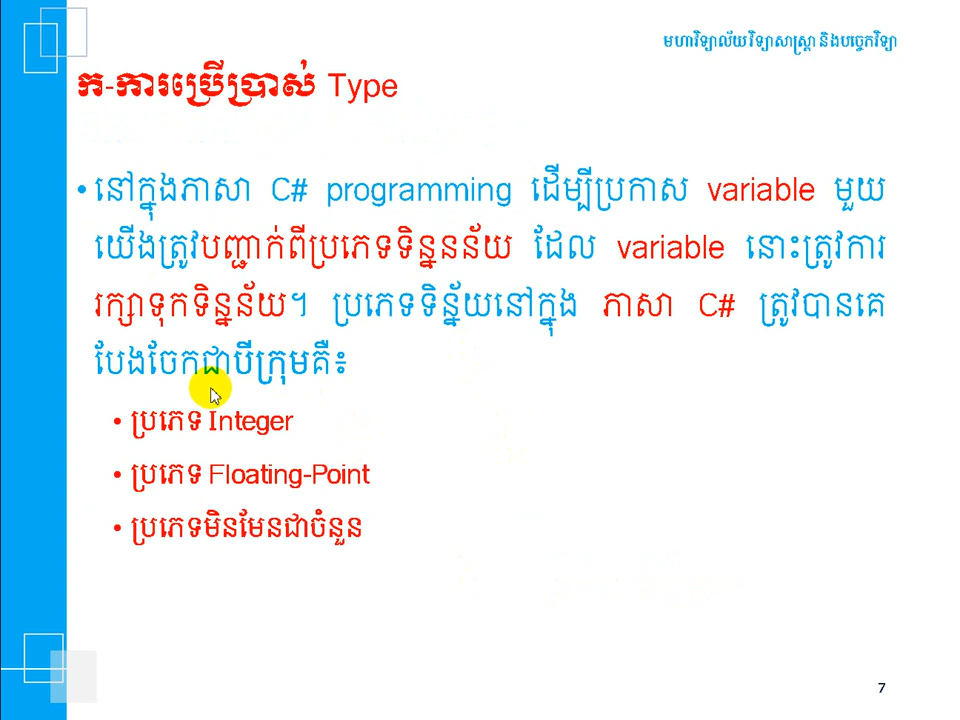 មហាវិទ្យាល័យ វិទ្យាសាស្ត្រា និងបច្ចេកវិទ្យា
ក-ការប្រើប្រាស់ Type
• នៅក្នុងភាសា C# programming ដើម្បីប្រកាស variable មួយ
យើងត្រូវបញ្ជាក់ពីប្រភេទទិន្ននន័យ ដែល variable នោះត្រូវការ
រក្សាទុកទិន្នន័យ។ ប្រភេទទិន្ន័យនៅក្នុង ភាសា C# ត្រូវបានគេ
បែងចែកជាបីក្រុមគឺ៖
• ប្រភេទ Integer
• ប្រភេទ Floating-Point
• ប្រភេទមិនមែនជាចំនួន
7